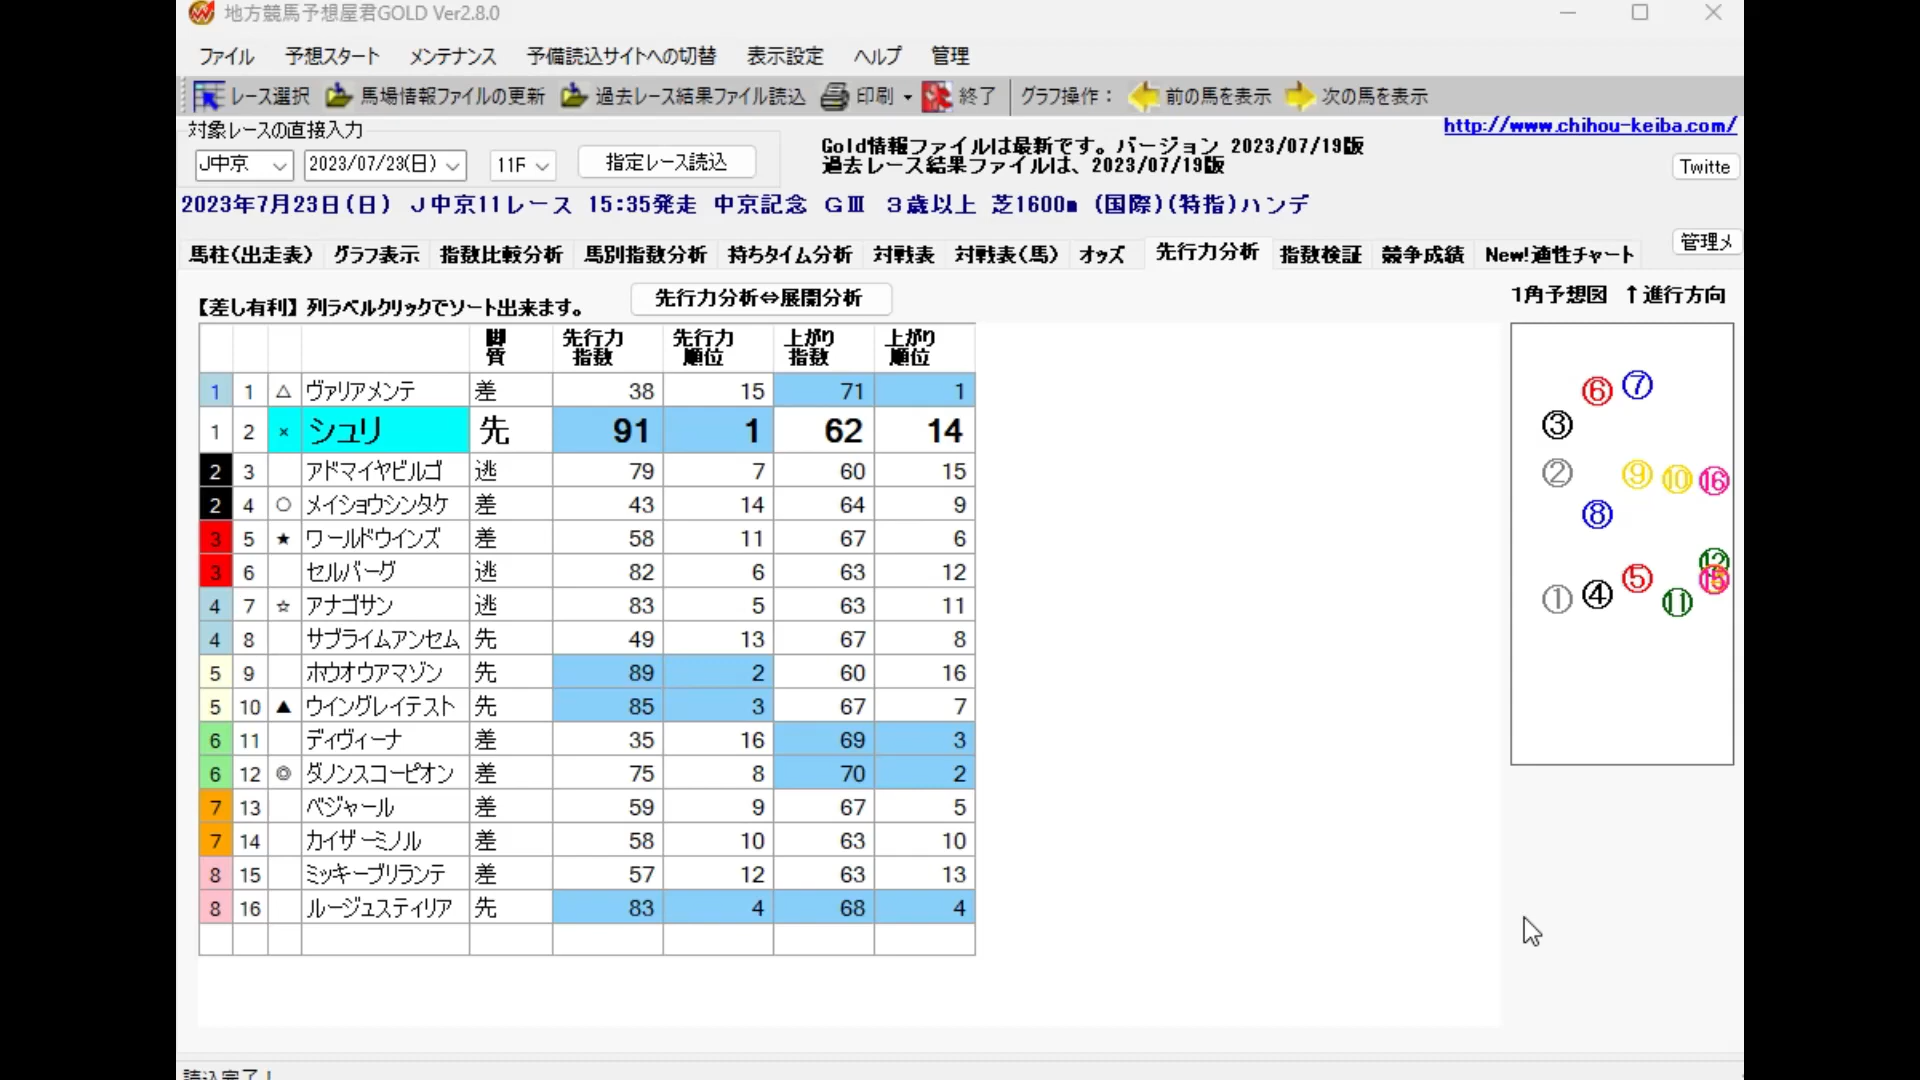 地方競馬予想屋君GOLD Ver2.8.0
ファイル 予想スタート メンテナンス 予備読込サイトへの切替 表示設定 ヘルプ 管理
レース選択 馬場情報ファイルの更新 過去レース結果ファイル読込 印刷 終了 グラフ操作： 前の馬を表示 次の馬を表示
対象レースの直接入力
http://www.chihou-keiba.com/
Gold情報ファイルは最新です。バージョン 2023/07/19版
過去レース結果ファイルは、2023/07/19版
J中京 2023/07/23(日) 11F 指定レース読込
Twitte
2023年7月23日(日) J中京11レース 15:35発走 中京記念 GⅢ 3歳以上 芝1600m (国際)(特指)ハンデ
管理メ
馬柱(出走表) グラフ表示 指数比較分析 馬別指数分析 持ちタイム分析 対戦表 対戦表(馬) オッズ 先行力分析 指数検証 競争成績 New!適性チャート
【差し有利】列ラベルクリックでソート出来ます。 先行力分析⇔展開分析
1角予想図 ↑進行方向
脚質 先行力指数 先行力順位 上がり指数 上がり順位
1 1 △ ヴァリアメンテ 差 38 15 71 1
1 2 × シュリ 先 91 1 62 14
2 3 アドマイヤビルゴ 逃 79 7 60 15
2 4 ○ メイショウシンタケ 差 43 14 64 9
3 5 ★ ワールドウインズ 差 58 11 67 6
3 6 セルバーグ 逃 82 6 63 12
4 7 ☆ アナゴサン 逃 83 5 63 11
4 8 サブライムアンセム 先 49 13 67 8
5 9 ホウオウアマゾン 先 89 2 60 16
5 10 ▲ ウイングレイテスト 先 85 3 67 7
6 11 ディヴィーナ 差 35 16 69 3
6 12 ◎ ダノンスコーピオン 差 75 8 70 2
7 13 ベジャール 差 59 9 67 5
7 14 カイザーミノル 差 58 10 63 10
8 15 ミッキーブリランテ 差 57 12 63 13
8 16 ルージュスティリア 先 83 4 68 4
⑥ ⑦
③
② ⑨ ⑩ ⑯
⑧
⑫
① ④ ⑤ ⑪ ⑮
読込完了！